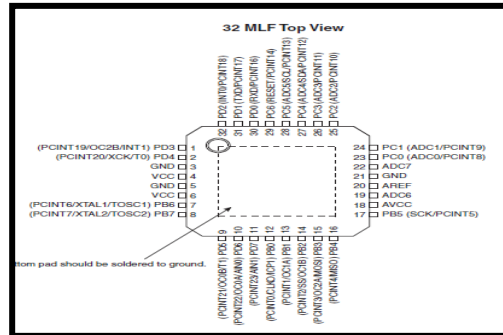 32 MLF Top View
PD2 (INT0/PCINT18)
PD1 (TXD/PCINT17)
PD0 (RXD/PCINT16)
PC6 (RESET/PCINT14)
PC5 (ADC5/SCL/PCINT13)
PC4 (ADC4/SDA/PCINT12)
PC3 (ADC3/PCINT11)
PC2 (ADC2/PCINT10)
32 31 30 29 28 27 26 25
(PCINT19/OC2B/INT1) PD3 1
(PCINT20/XCK/T0) PD4 2
GND 3
VCC 4
GND 5
VCC 6
(PCINT6/XTAL1/TOSC1) PB6 7
(PCINT7/XTAL2/TOSC2) PB7 8
24 PC1 (ADC1/PCINT9)
23 PC0 (ADC0/PCINT8)
22 ADC7
21 GND
20 AREF
19 ADC6
18 AVCC
17 PB5 (SCK/PCINT5)
ttom pad should be soldered to ground.
9 10 11 12 13 14 15 16
(PCINT21/OC0B/T1) PD5
(PCINT22/OC0A/AIN0) PD6
(PCINT23/AIN1) PD7
(PCINT0/CLKO/ICP1) PB0
(PCINT1/OC1A) PB1
(PCINT2/SS/OC1B) PB2
(PCINT3/OC2A/MOSI) PB3
(PCINT4/MISO) PB4